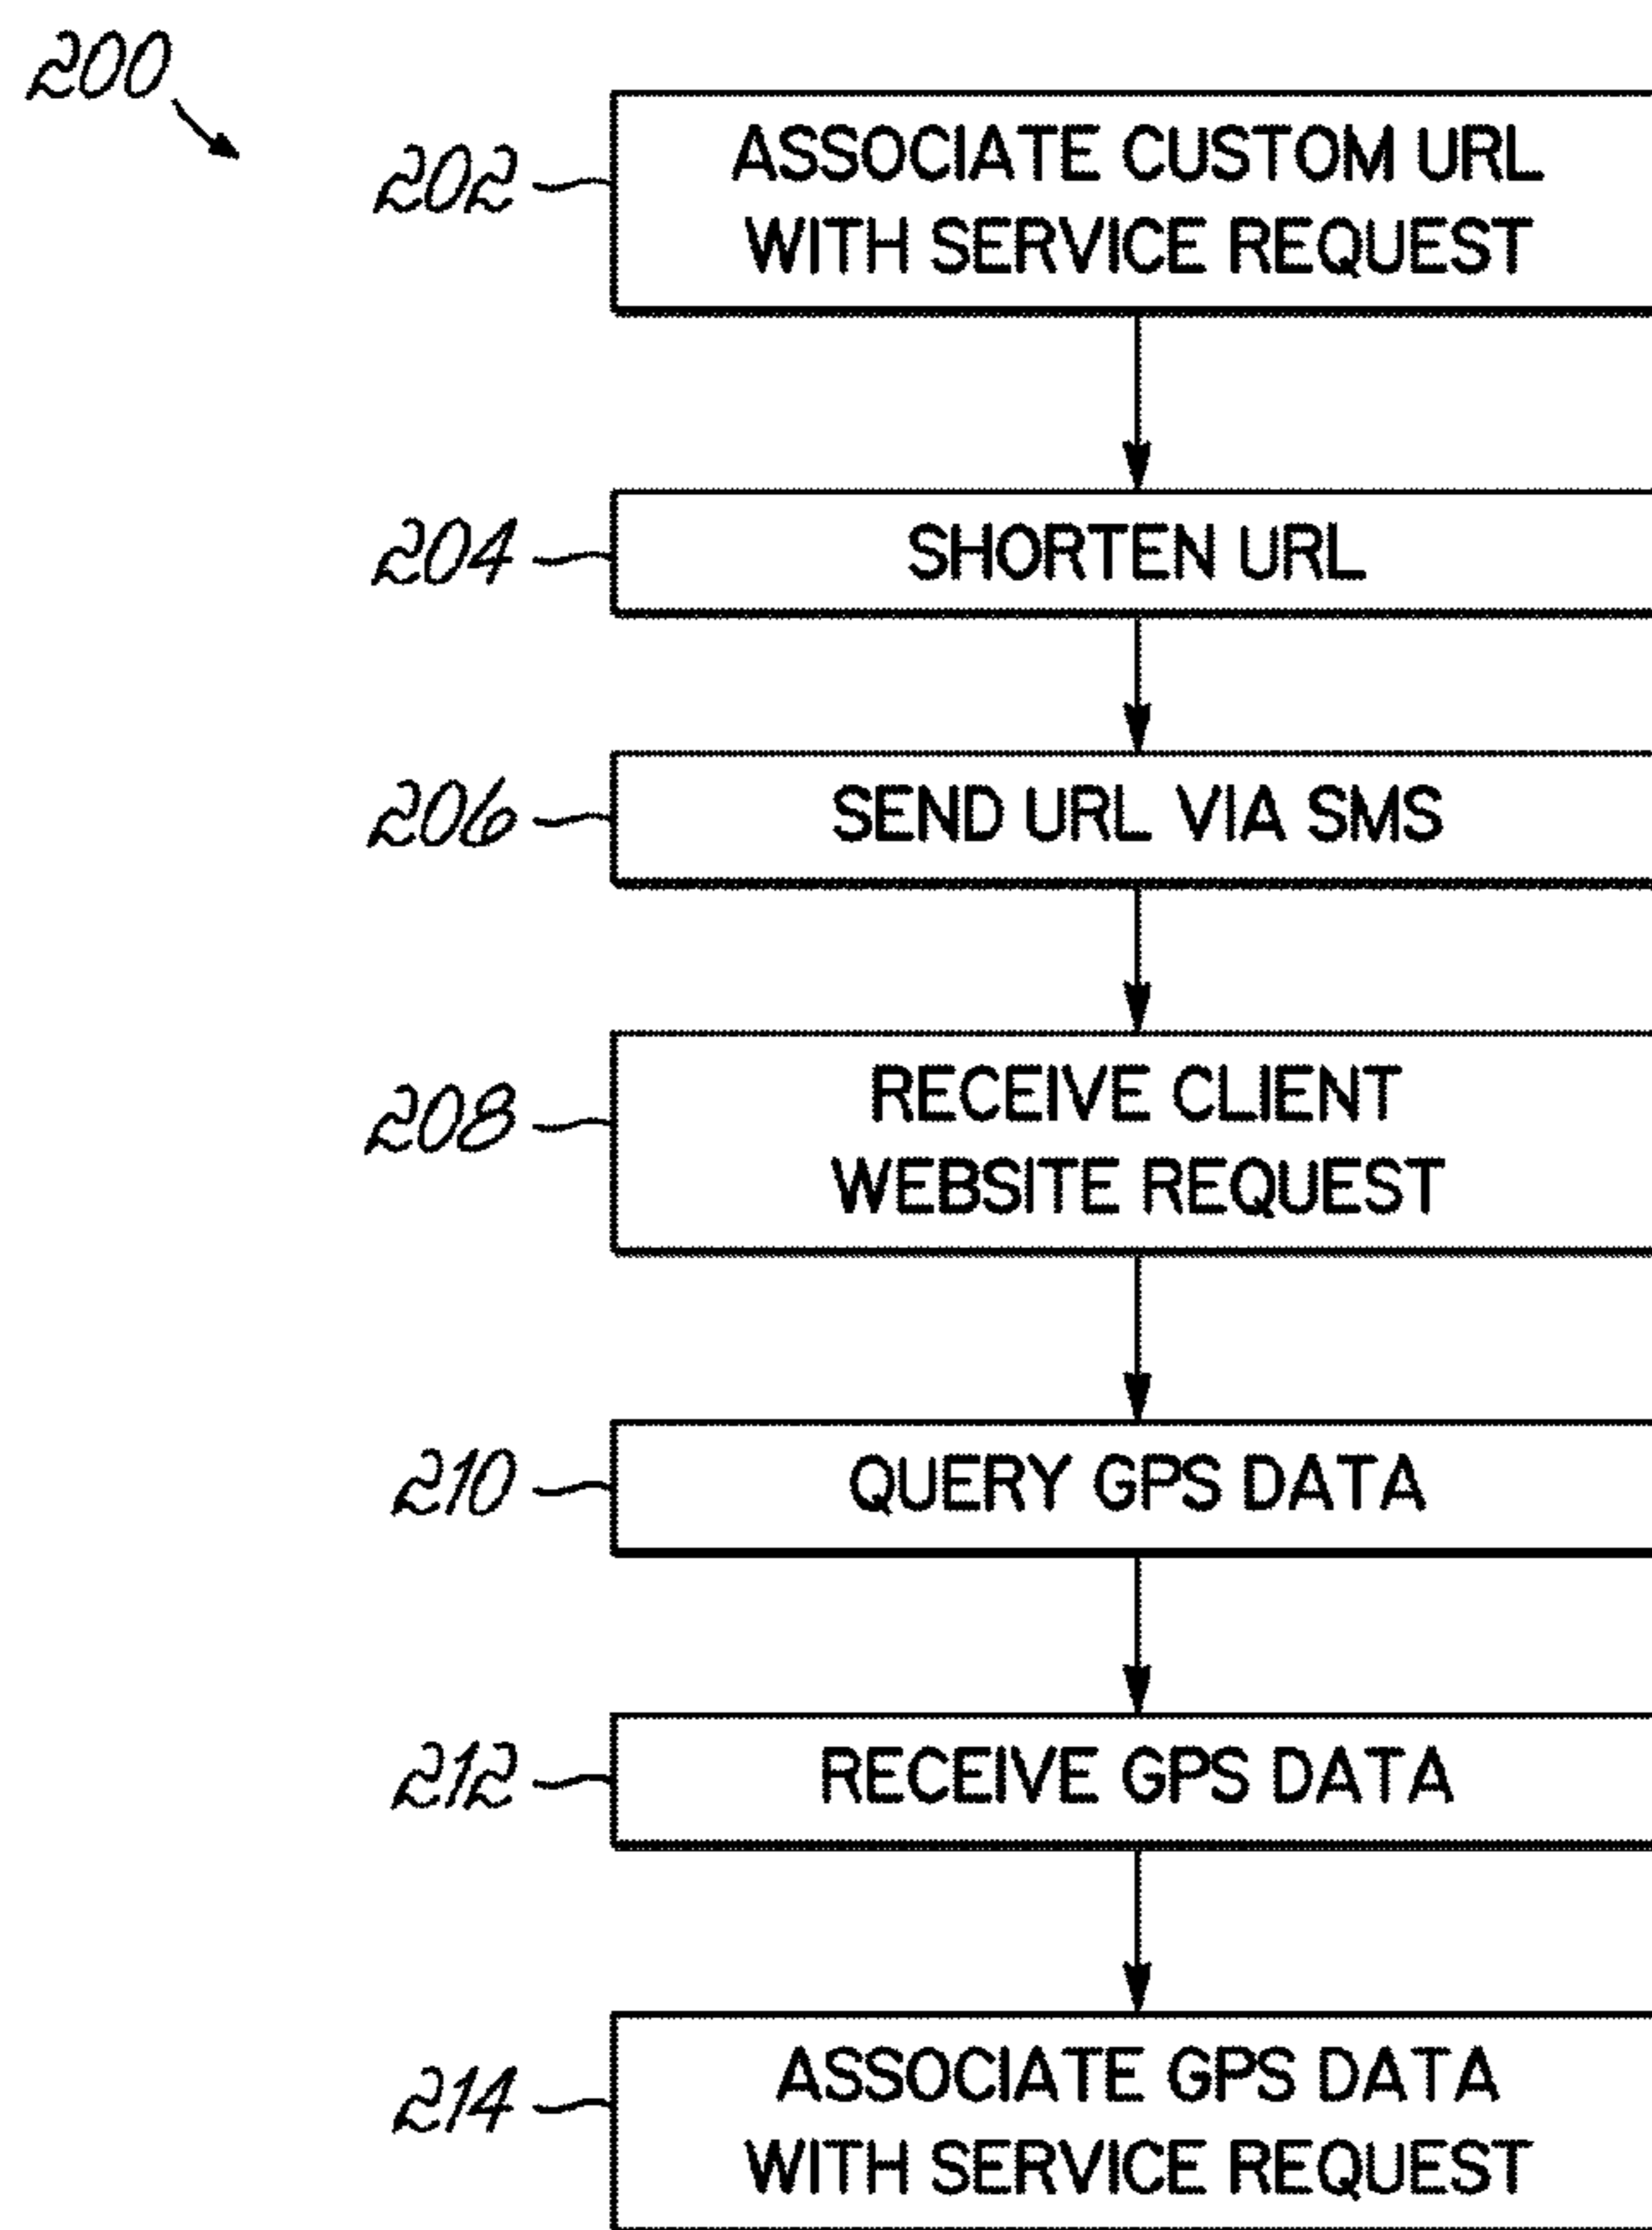 200
202
ASSOCIATE CUSTOM URL
WITH SERVICE REQUEST
204
SHORTEN URL
206
SEND URL VIA SMS
208
RECEIVE CLIENT
WEBSITE REQUEST
210
QUERY GPS DATA
212
RECEIVE GPS DATA
214
ASSOCIATE GPS DATA
WITH SERVICE REQUEST